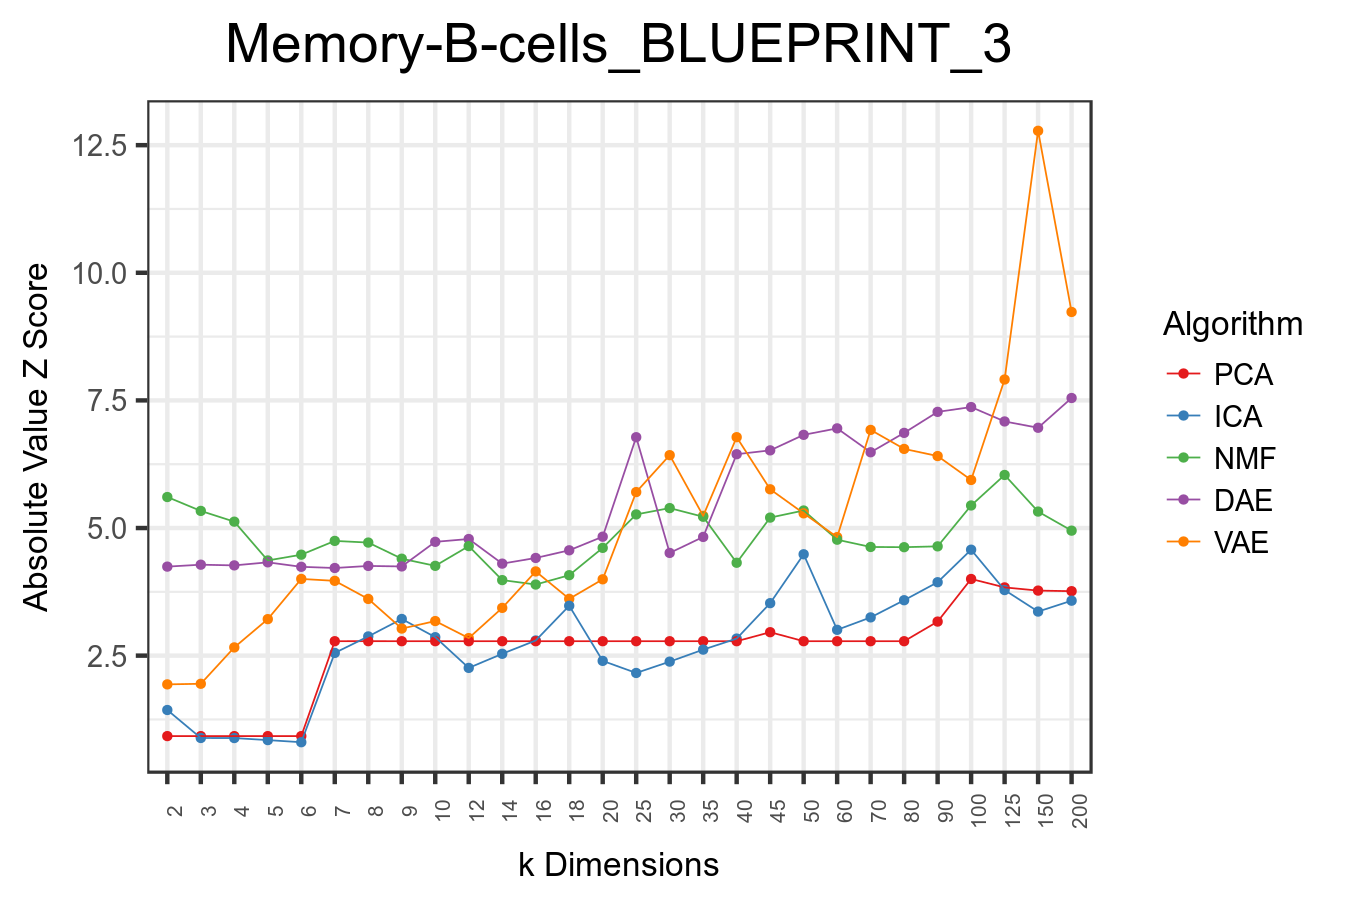 Memory-B-cells_BLUEPRINT_3
12.5
10.0
7.5
5.0
2.5
Absolute Value Z Score
2 3 4 5 6 7 8 9 10 12 14 16 18 20 25 30 35 40 45 50 60 70 80 90 100 125 150 200
k Dimensions
Algorithm
PCA
ICA
NMF
DAE
VAE